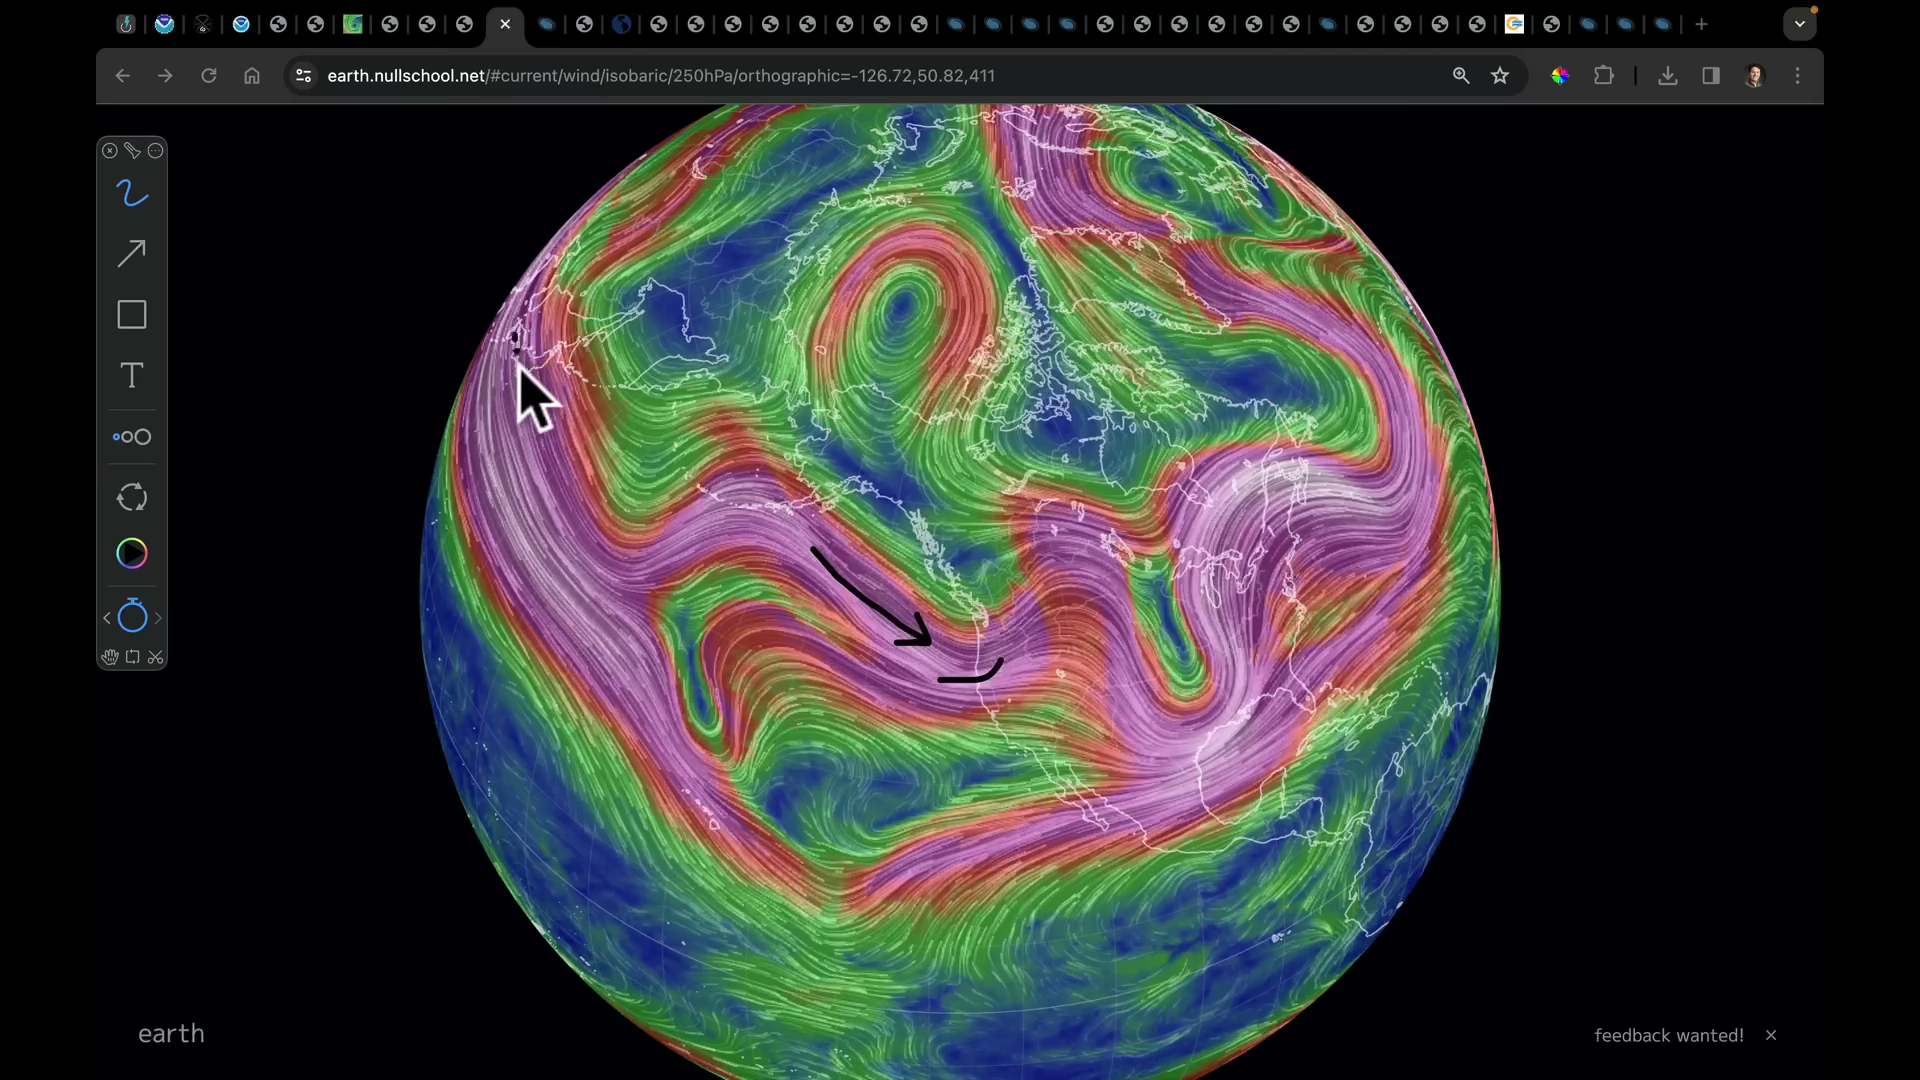 earth.nullschool.net/#current/wind/isobaric/250hPa/orthographic=-126.72,50.82,411
T
earth
feedback wanted!